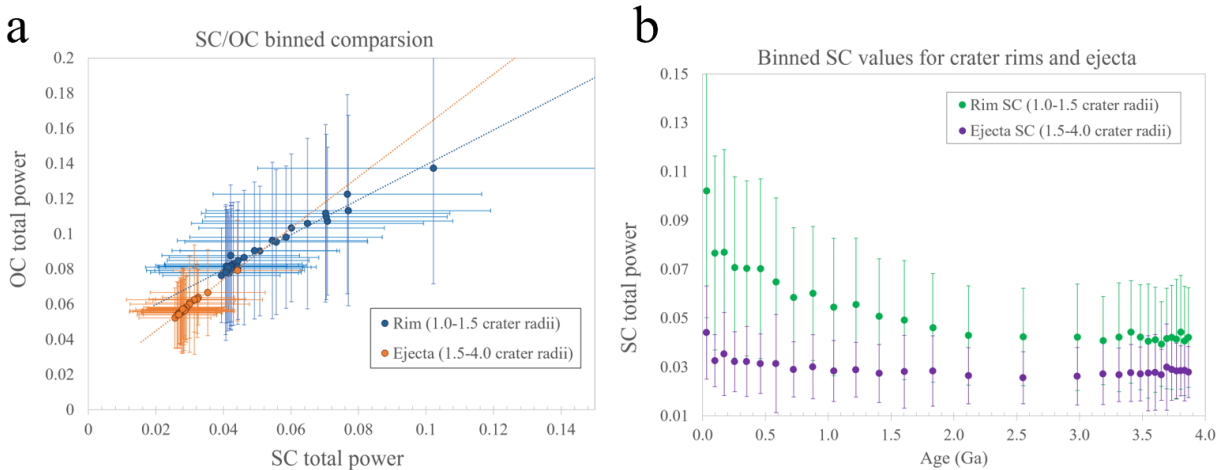 a
SC/OC binned comparsion
OC total power
0.2
0.18
0.16
0.14
0.12
0.1
0.08
0.06
0.04
0.02
0
0 0.02 0.04 0.06 0.08 0.1 0.12 0.14
SC total power
Rim (1.0-1.5 crater radii)
Ejecta (1.5-4.0 crater radii)
b
Binned SC values for crater rims and ejecta
SC total power
0.15
0.13
0.11
0.09
0.07
0.05
0.03
0.01
0.0 0.5 1.0 1.5 2.0 2.5 3.0 3.5 4.0
Age (Ga)
Rim SC (1.0-1.5 crater radii)
Ejecta SC (1.5-4.0 crater radii)